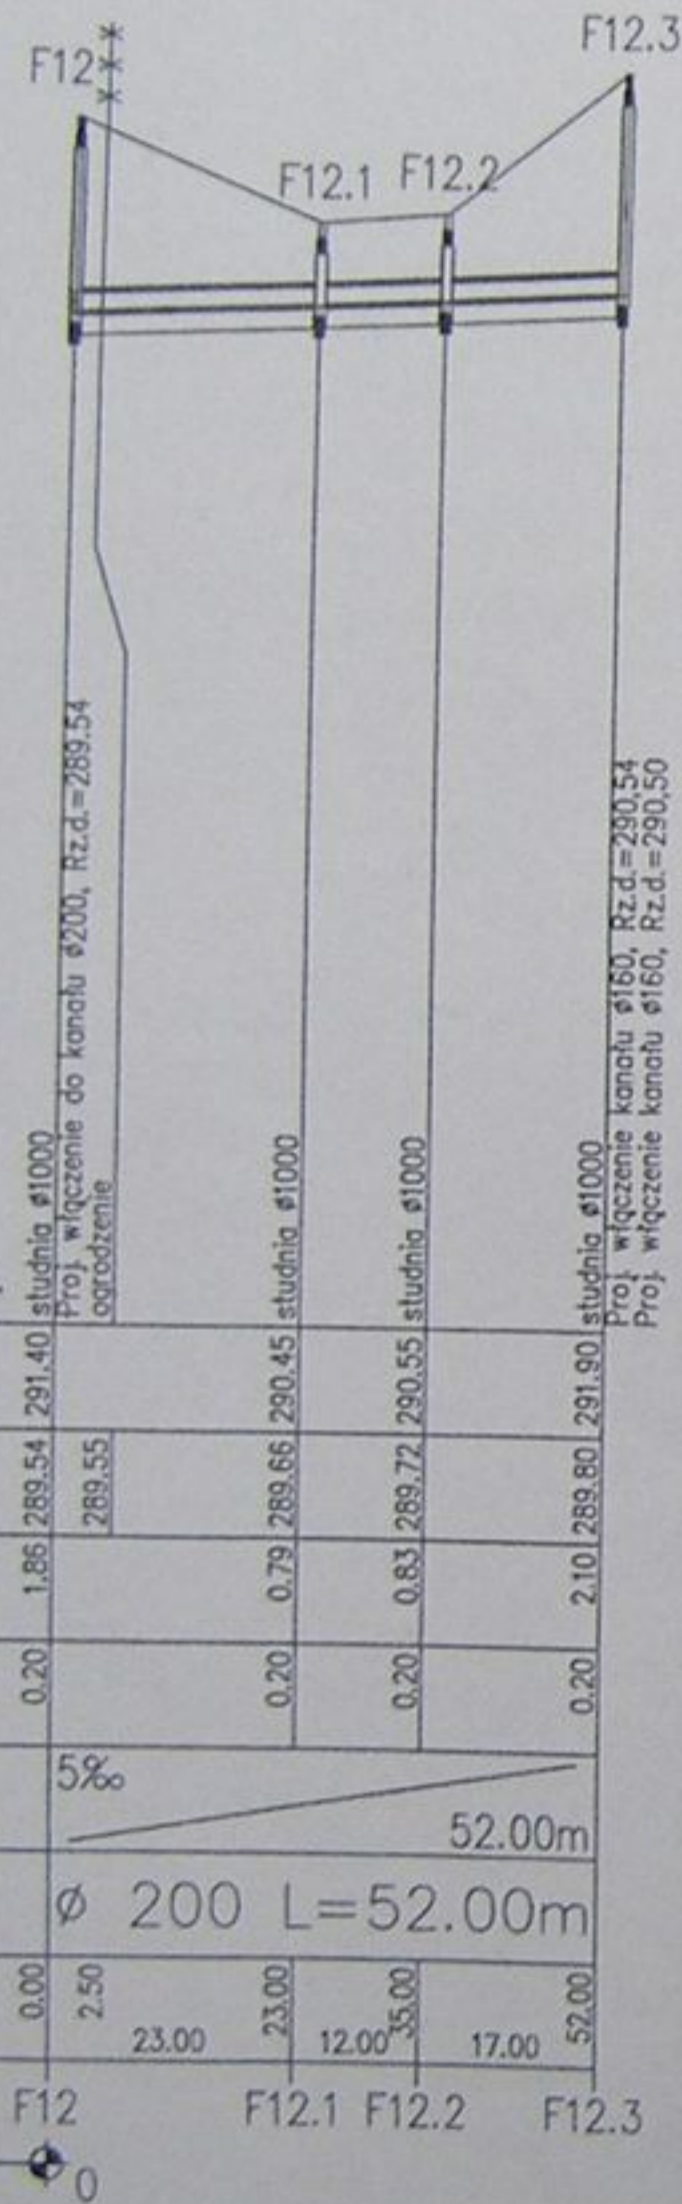 F12
F12.1
F12.2
F12.3
studnia ø1000
Proj. włączenie do kanału ø200, Rz.d.=289.54
ogrodzenie
studnia ø1000
studnia ø1000
studnia ø1000
Proj. włączenie kanału ø160, Rz.d.=290,54
Proj. włączenie kanału ø160, Rz.d.=290,50
291.40
290.45
290.55
291.90
289.54
289.55
289.66
289.72
289.80
1.86
0.79
0.83
2.10
0.20
0.20
0.20
0.20
5‰
52.00m
ø 200 L=52.00m
0.00
2.50
23.00
35.00
52.00
23.00
12.00
17.00
F12
F12.1
F12.2
F12.3
0